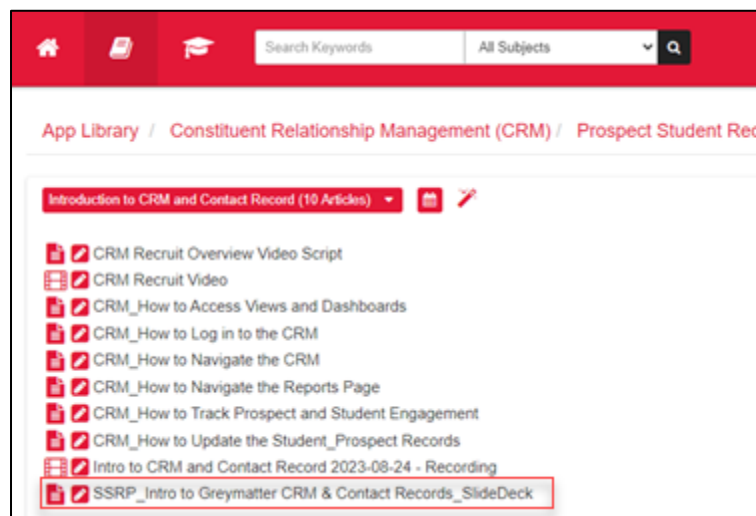 Search Keywords All Subjects
App Library / Constituent Relationship Management (CRM) / Prospect Student
Introduction to CRM and Contact Record (10 Articles)
CRM Recruit Overview Video Script
CRM Recruit Video
CRM_How to Access Views and Dashboards
CRM_How to Log in to the CRM
CRM_How to Navigate the CRM
CRM_How to Navigate the Reports Page
CRM_How to Track Prospect and Student Engagement
CRM_How to Update the Student_Prospect Records
Intro to CRM and Contact Record 2023-08-24 - Recording
SSRP_Intro to Greymatter CRM & Contact Records_SlideDeck